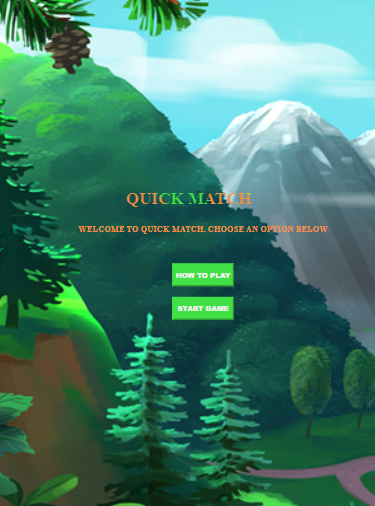 QUICK MATCH
WELCOME TO QUICK MATCH. CHOOSE AN OPTION BELOW
HOW TO PLAY
START GAME